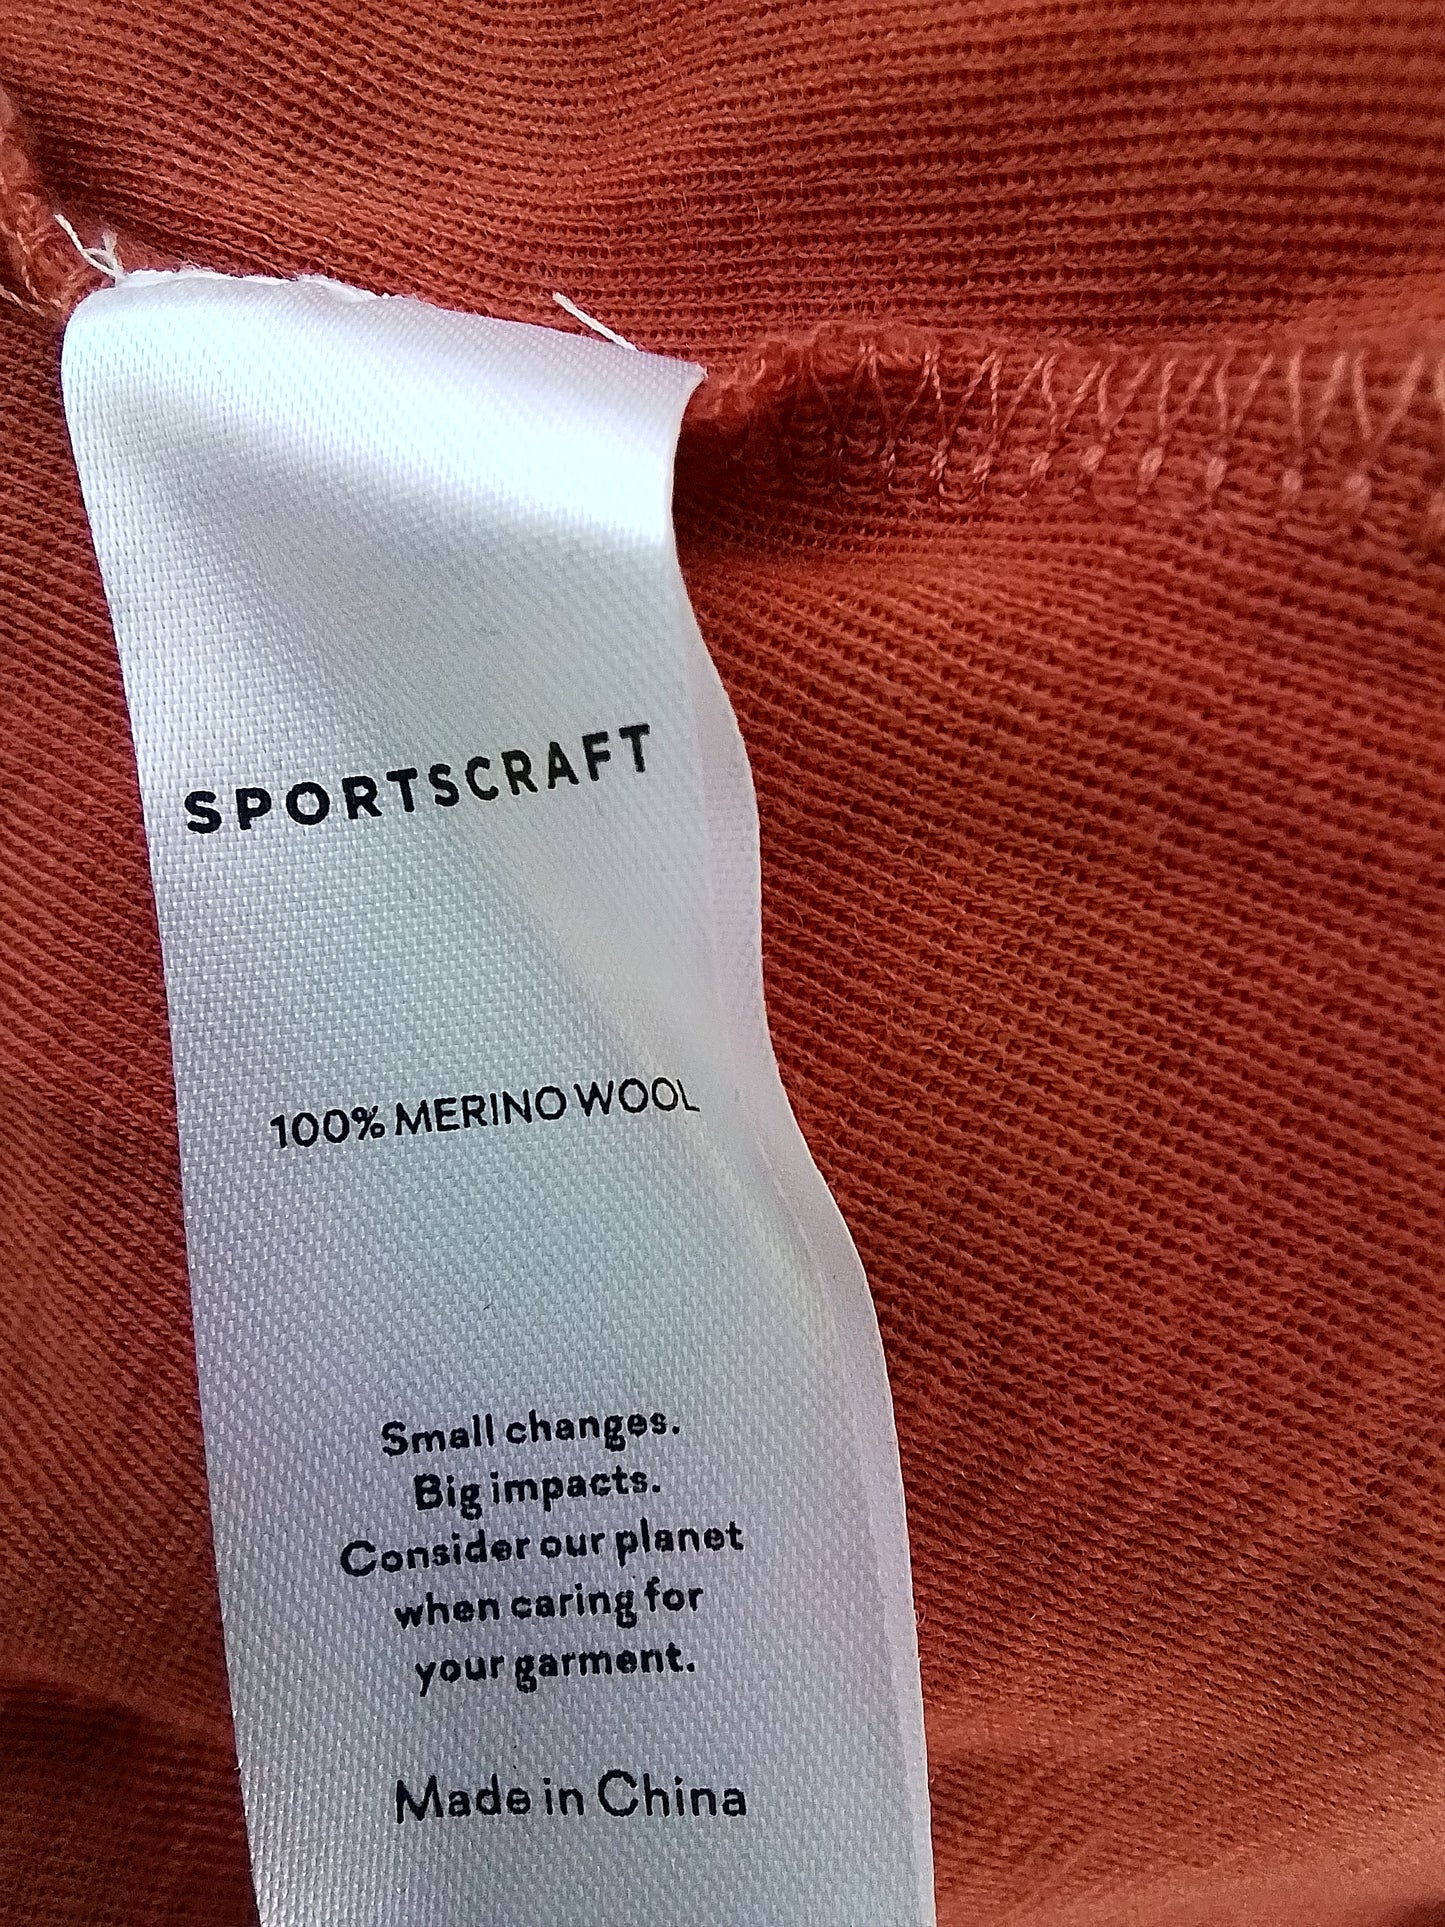 SPORTSCRAFT
100% MERINO WOOL
Small changes.
Big impacts.
Consider our planet
when caring for
your garment.
Made in China